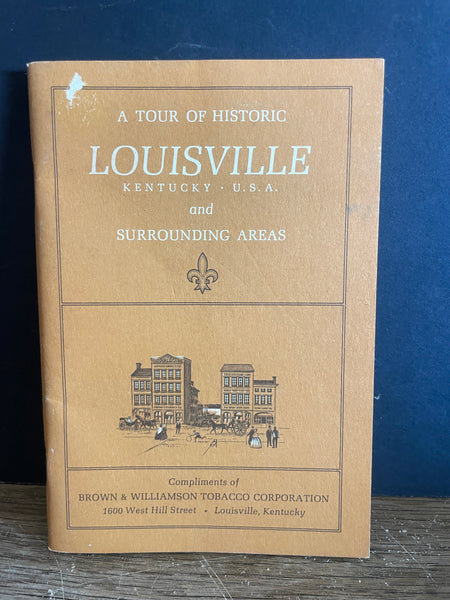 A TOUR OF HISTORIC
LOUISVILLE
KENTUCKY · U.S.A.
and
SURROUNDING AREAS
Compliments of
BROWN & WILLIAMSON TOBACCO CORPORATION
1600 West Hill Street • Louisville, Kentucky